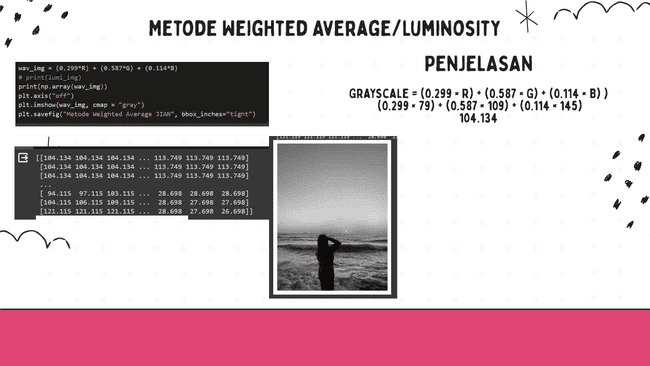 METODE WEIGHTED AVERAGE/LUMINOSITY
wav_img = (0.299*R) + (0.587*G) + (0.114*B)
# print(lumi_img)
print(np.array(wav_img))
plt.axis("off")
plt.imshow(wav_img, cmap = "gray")
plt.savefig("Metode Weighted Average JIAN", bbox_inches="tight")
PENJELASAN
GRAYSCALE = (0.299 * R) + (0.587 * G) + (0.114 * B) )
(0.299 * 79) + (0.587 * 109) + (0.114 * 145)
104.134
[[104.134 104.134 104.134 ... 113.749 113.749 113.749]
[104.134 104.134 104.134 ... 113.749 113.749 113.749]
[104.134 104.134 104.134 ... 113.749 113.749 113.749]
...
[ 94.115 97.115 103.115 ... 28.698 28.698 28.698]
[104.115 106.115 109.115 ... 28.698 27.698 27.698]
[121.115 121.115 121.115 ... 28.698 27.698 26.698]]